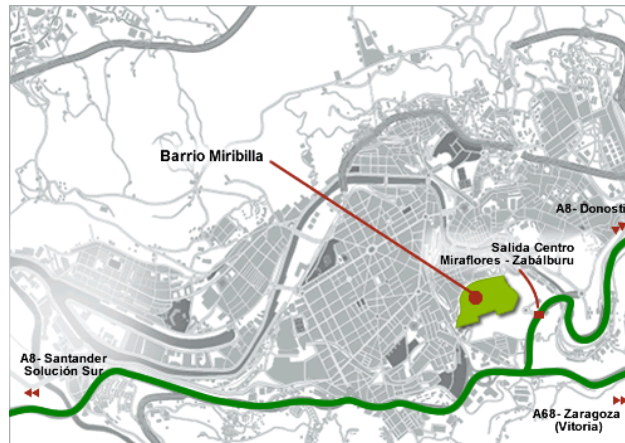 Barrio Miribilla
A8- Donosti
Salida Centro
Miraflores - Zabálburu
A8- Santander
Solución Sur
A68- Zaragoza
(Vitoria)